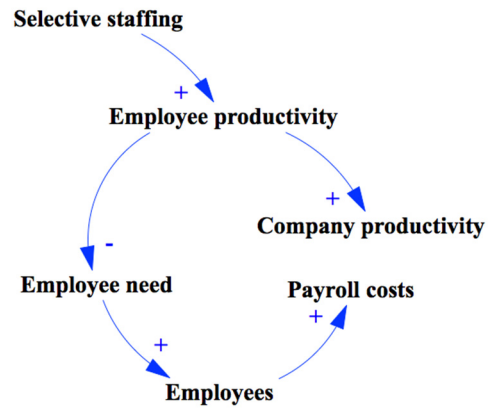 Selective staffing
+
Employee productivity
+
Company productivity
-
Employee need
Payroll costs
+
+
Employees